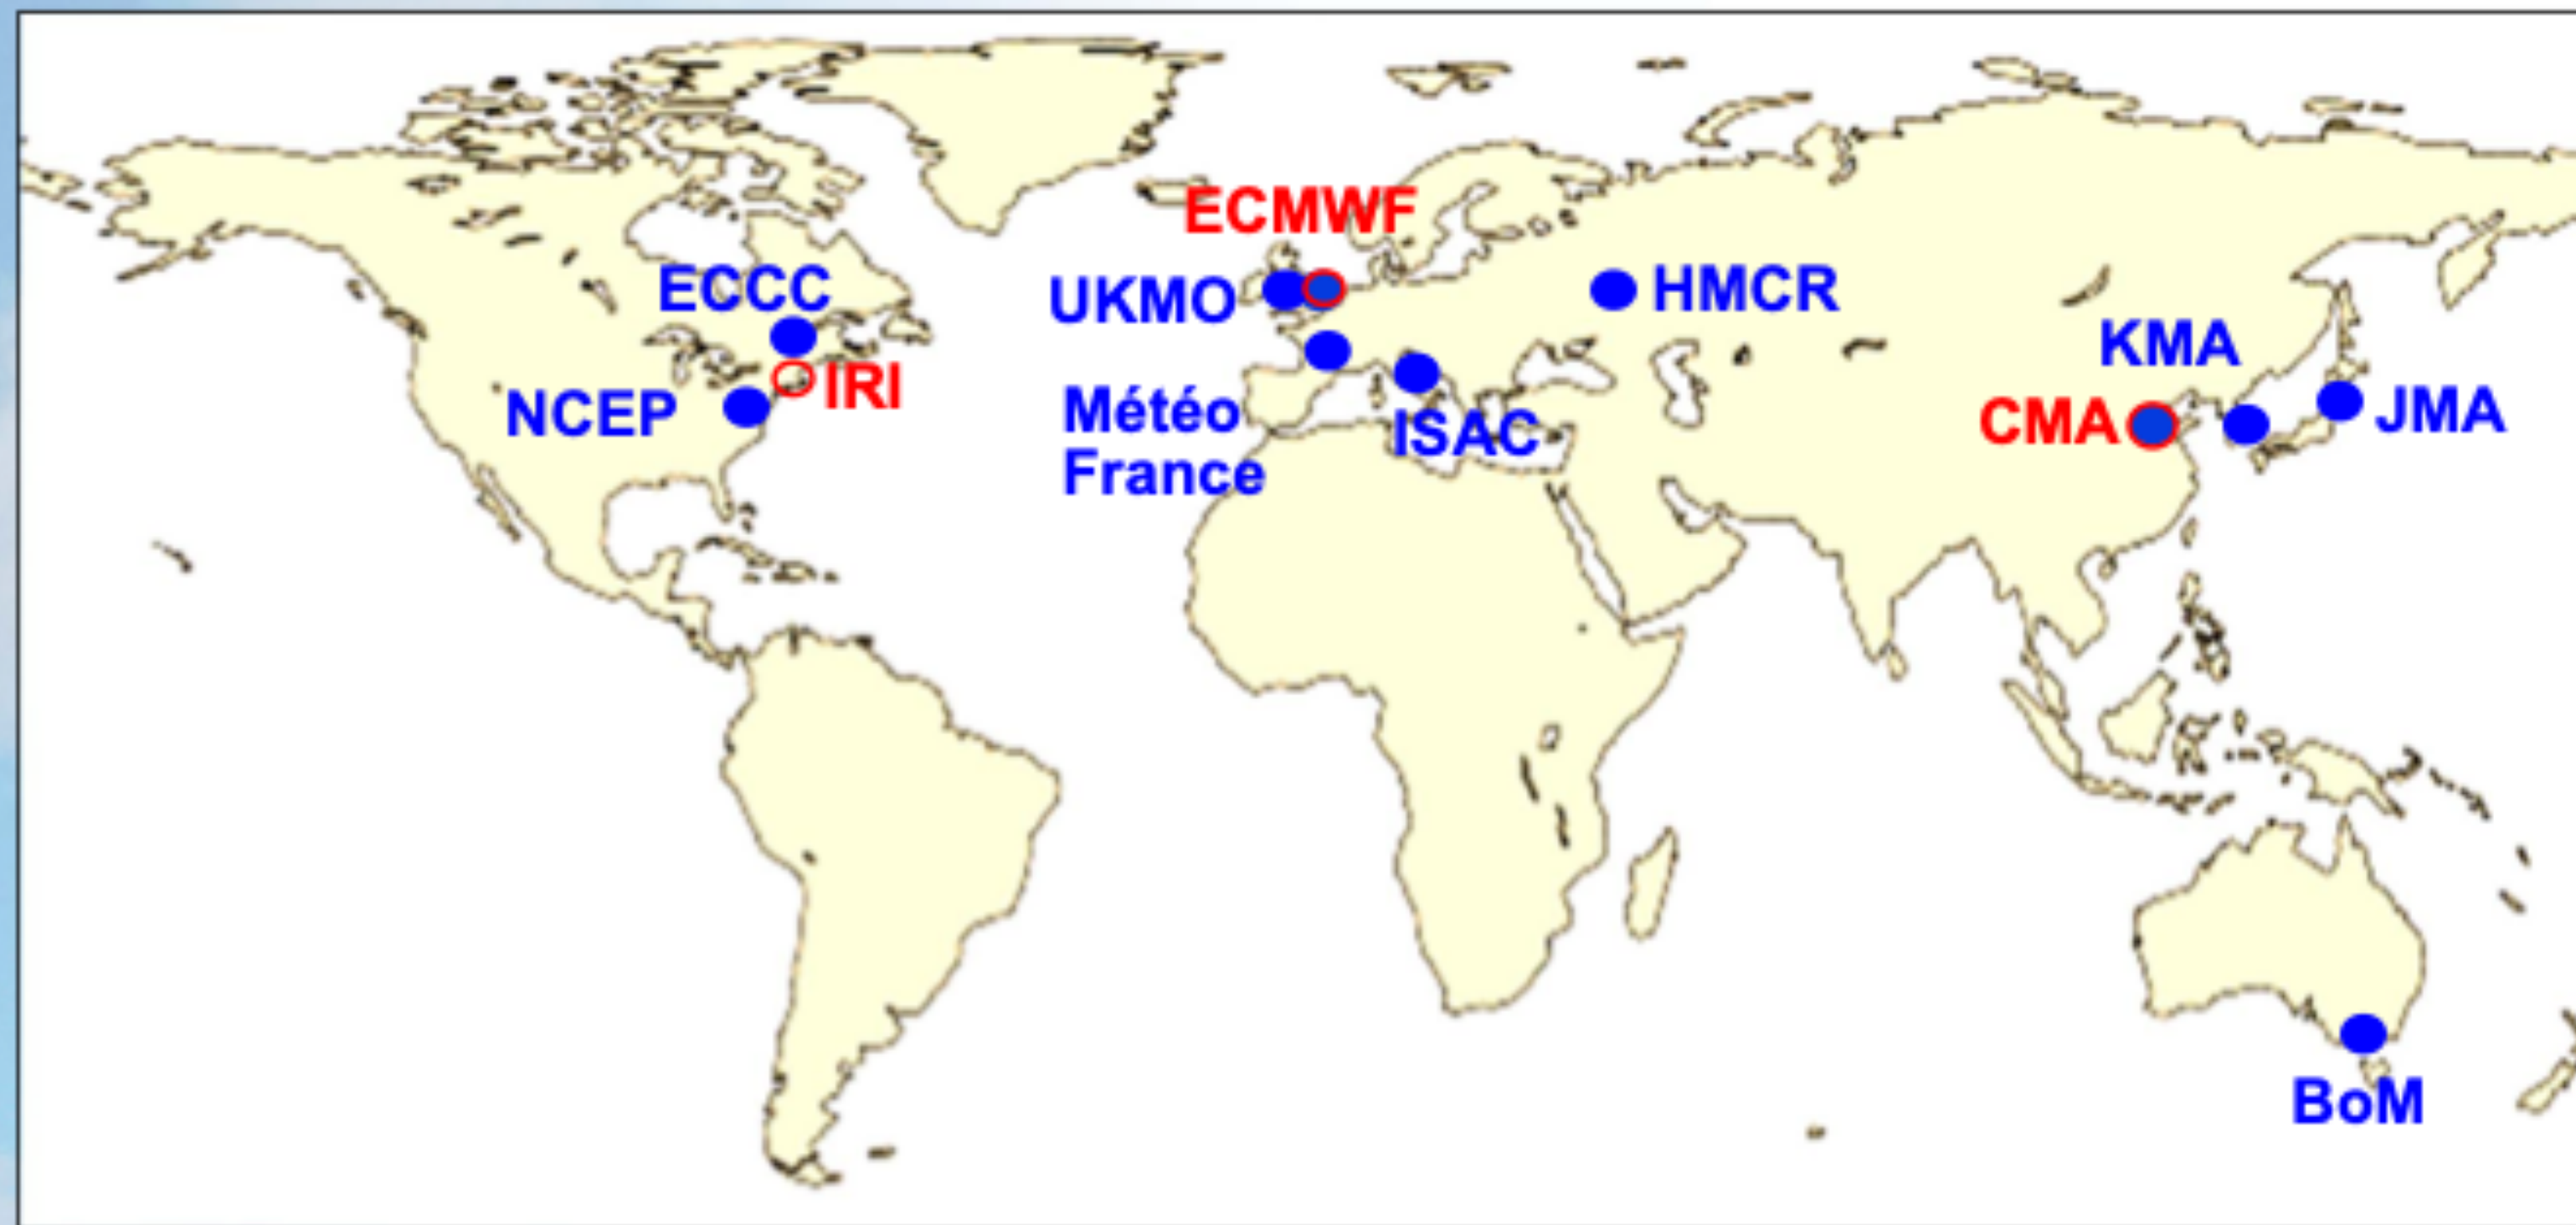 ECMWF
ECCC
UKMO
HMCR
KMA
IRI
NCEP
Météo
France
ISAC
CMA
JMA
BoM